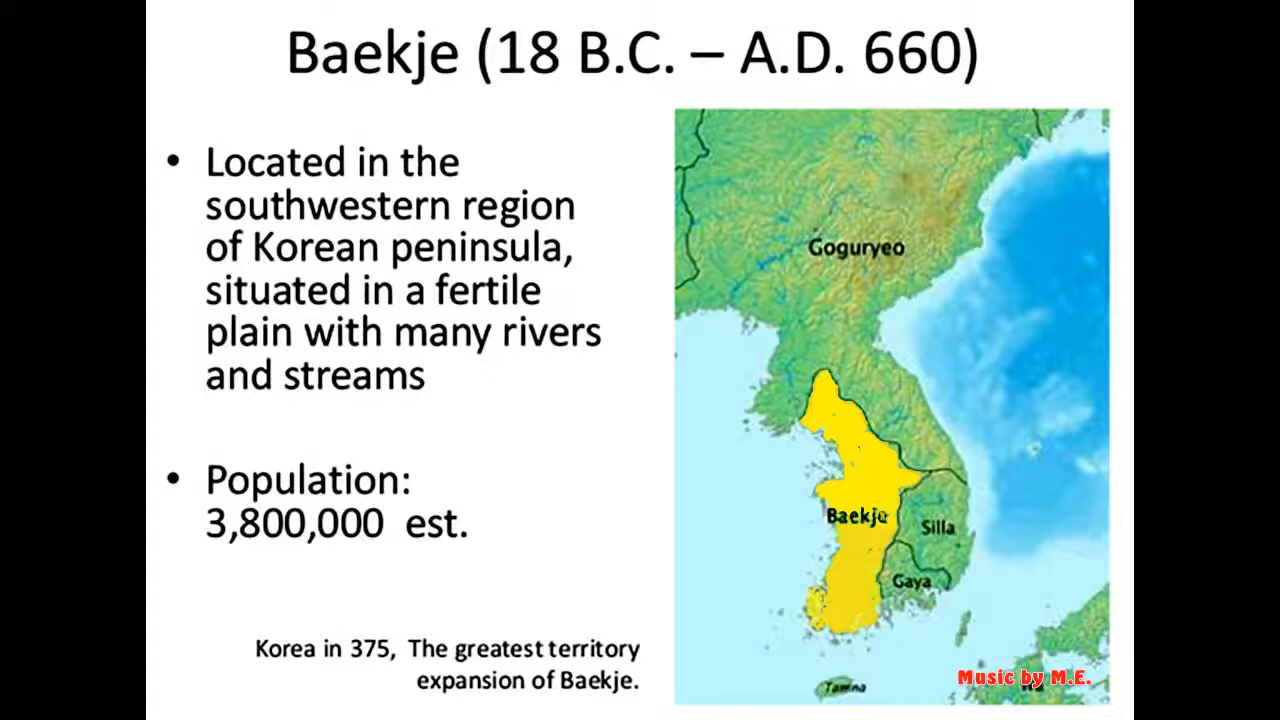 Baekje (18 B.C. – A.D. 660)
• Located in the
southwestern region
of Korean peninsula,
situated in a fertile
plain with many rivers
and streams
• Population:
3,800,000 est.
Korea in 375, The greatest territory
expansion of Baekje.
Goguryeo
Baekje
Silla
Gaya
Tamna
Music by M.E.